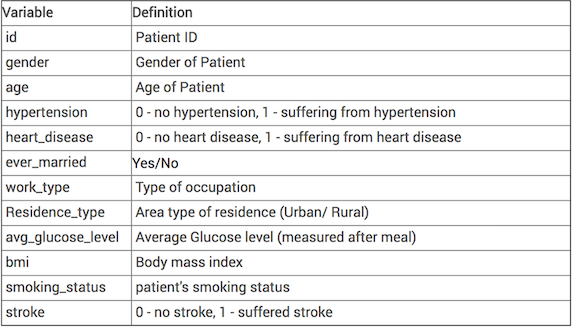 Variable Definition
id Patient ID
gender Gender of Patient
age Age of Patient
hypertension 0 - no hypertension, 1 - suffering from hypertension
heart_disease 0 - no heart disease, 1 - suffering from heart disease
ever_married Yes/No
work_type Type of occupation
Residence_type Area type of residence (Urban/ Rural)
avg_glucose_level Average Glucose level (measured after meal)
bmi Body mass index
smoking_status patient's smoking status
stroke 0 - no stroke, 1 - suffered stroke